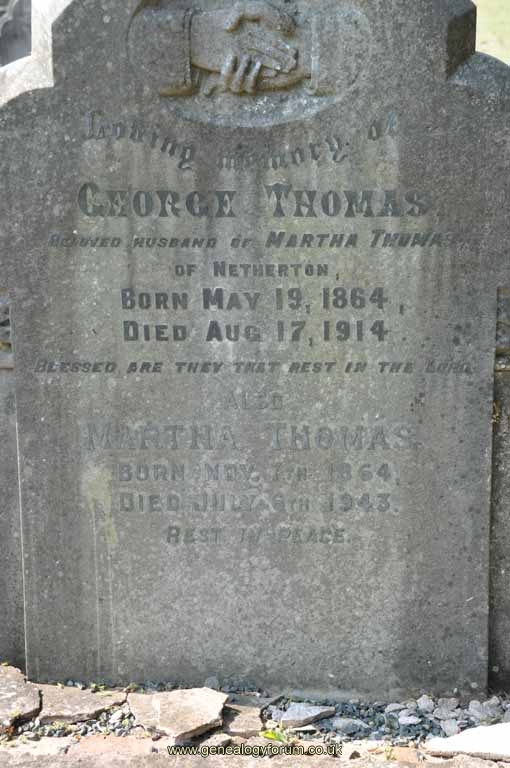 Loving memory of
GEORGE THOMAS
BELOVED HUSBAND OF MARTHA THOMAS
OF NETHERTON,
BORN MAY 19, 1864,
DIED AUG 17, 1914
BLESSED ARE THEY THAT REST IN THE LORD
ALSO
MARTHA THOMAS
BORN NOV. 7TH 1864,
DIED JULY 6TH 1943.
REST IN PEACE.
www.genealogyforum.co.uk